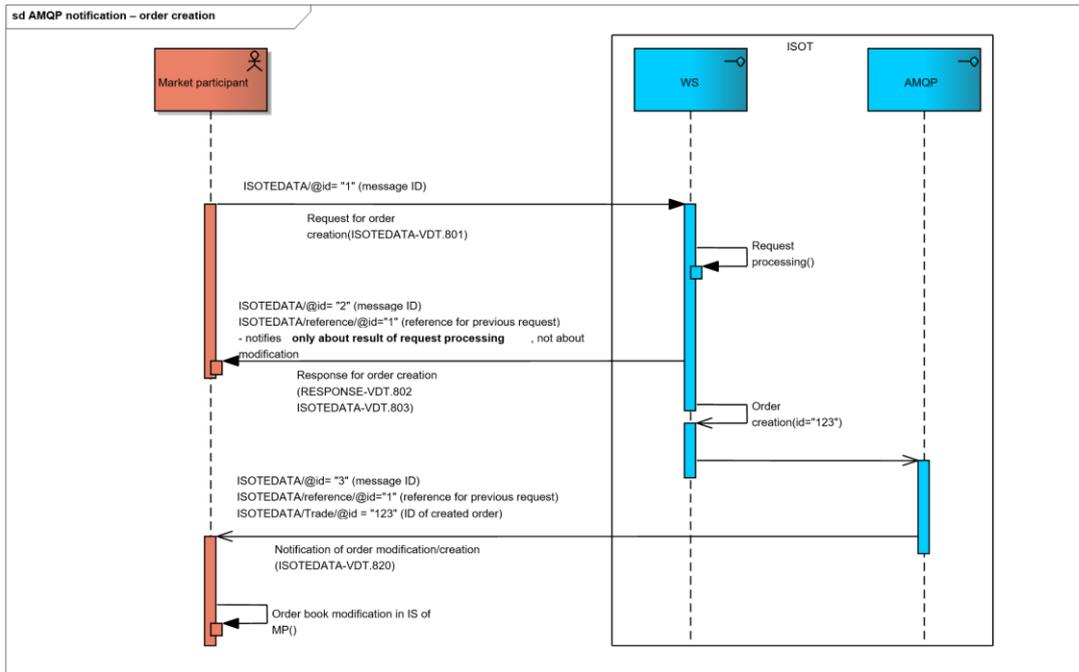 sd AMQP notification – order creation
ISOT
Market participant
WS
AMQP
ISOTEDATA/@id= "1" (message ID)
Request for order
creation(ISOTEDATA-VDT.801)
Request
processing()
ISOTEDATA/@id= "2" (message ID)
ISOTEDATA/reference/@id="1" (reference for previous request)
- notifies only about result of request processing , not about
modification
Response for order creation
(RESPONSE-VDT.802
ISOTEDATA-VDT.803)
Order
creation(id="123")
ISOTEDATA/@id= "3" (message ID)
ISOTEDATA/reference/@id="1" (reference for previous request)
ISOTEDATA/Trade/@id = "123" (ID of created order)
Notification of order modification/creation
(ISOTEDATA-VDT.820)
Order book modification in IS of
MP()